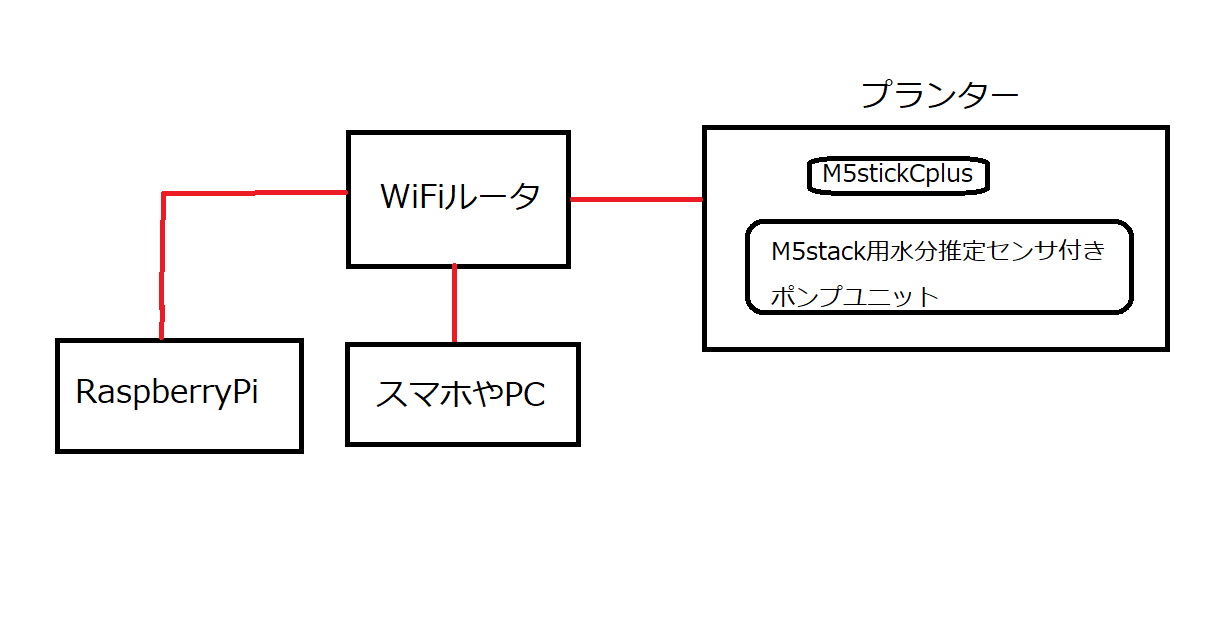 プランター
M5stickCplus
WiFiルータ
M5stack用水分推定センサ付き
ポンプユニット
RaspberryPi
スマホやPC